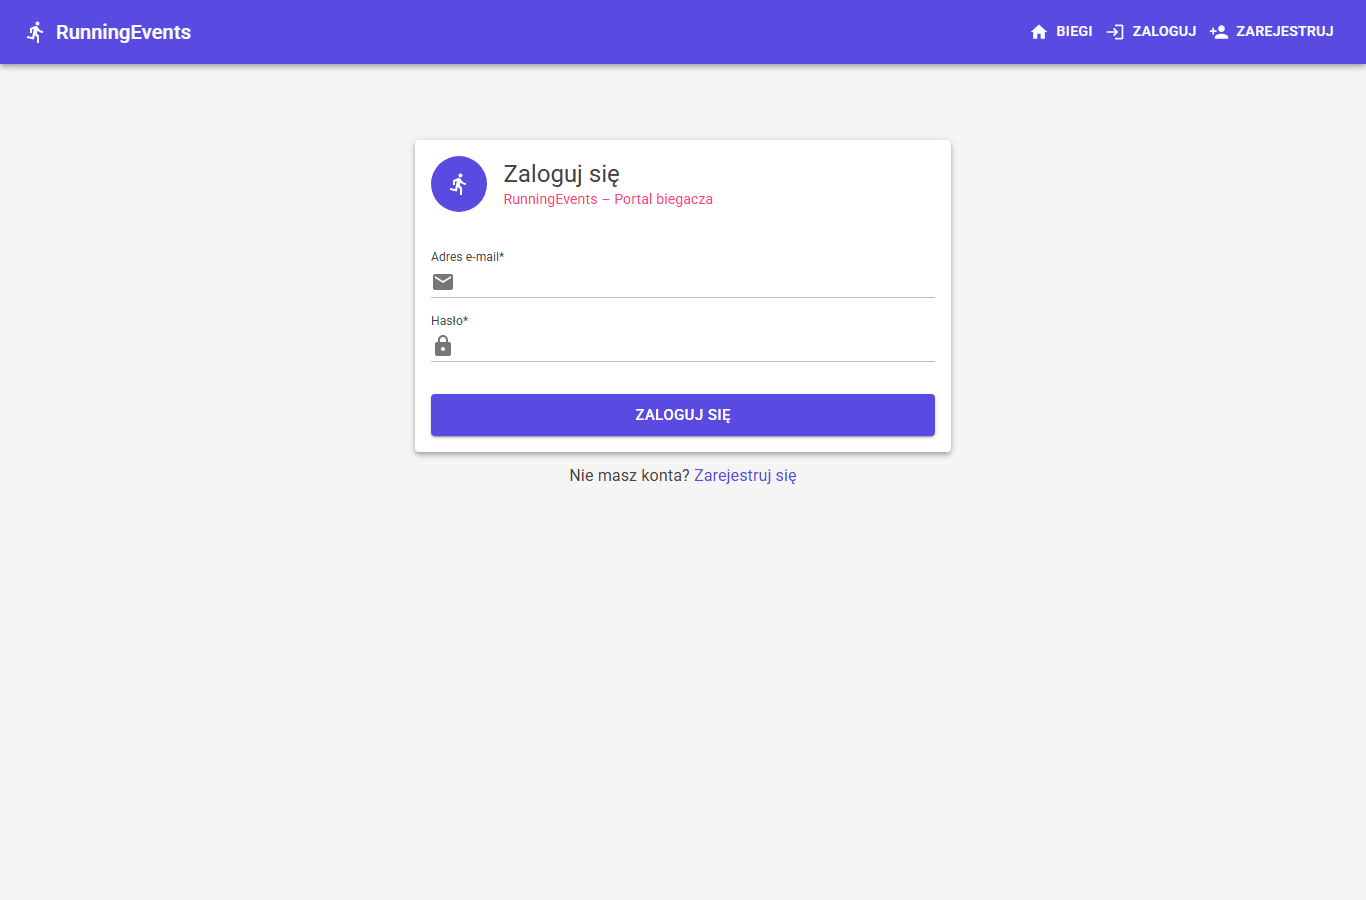 RunningEvents
BIEGI
ZALOGUJ
ZAREJESTRUJ
Zaloguj się
RunningEvents – Portal biegacza
Adres e-mail*
Hasło*
ZALOGUJ SIĘ
Nie masz konta? Zarejestruj się